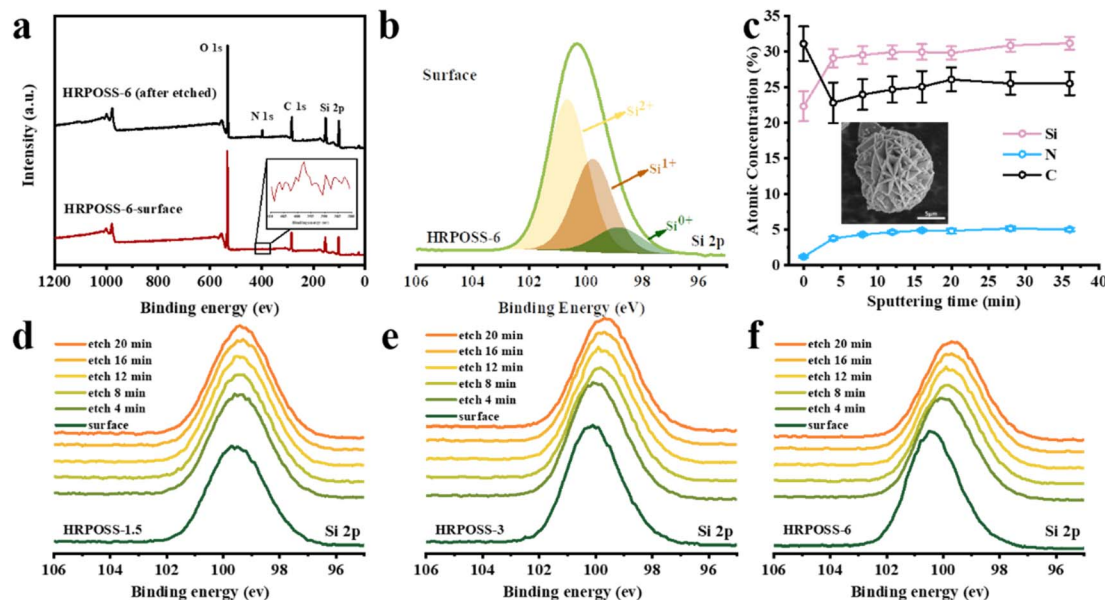 a
O 1s
HRPOSS-6 (after etched)
N 1s
C 1s
Si 2p
HRPOSS-6-surface
Intensity (a.u.)
1200 1000 800 600 400 200 0
Binding energy (ev)
b
Surface
Si2+
Si1+
Si0+
HRPOSS-6
Si 2p
106 104 102 100 98 96
Binding Energy (eV)
c
Atomic Concentration (%)
35
30
25
20
15
10
5
0
Si
N
C
5μm
0 5 10 15 20 25 30 35 40
Sputtering time (min)
d
etch 20 min
etch 16 min
etch 12 min
etch 8 min
etch 4 min
surface
HRPOSS-1.5
Si 2p
106 104 102 100 98 96
Binding energy (ev)
e
etch 20 min
etch 16 min
etch 12 min
etch 8 min
etch 4 min
surface
HRPOSS-3
Si 2p
106 104 102 100 98 96
Binding energy (ev)
f
etch 20 min
etch 16 min
etch 12 min
etch 8 min
etch 4 min
surface
HRPOSS-6
Si 2p
106 104 102 100 98 96
Binding energy (ev)